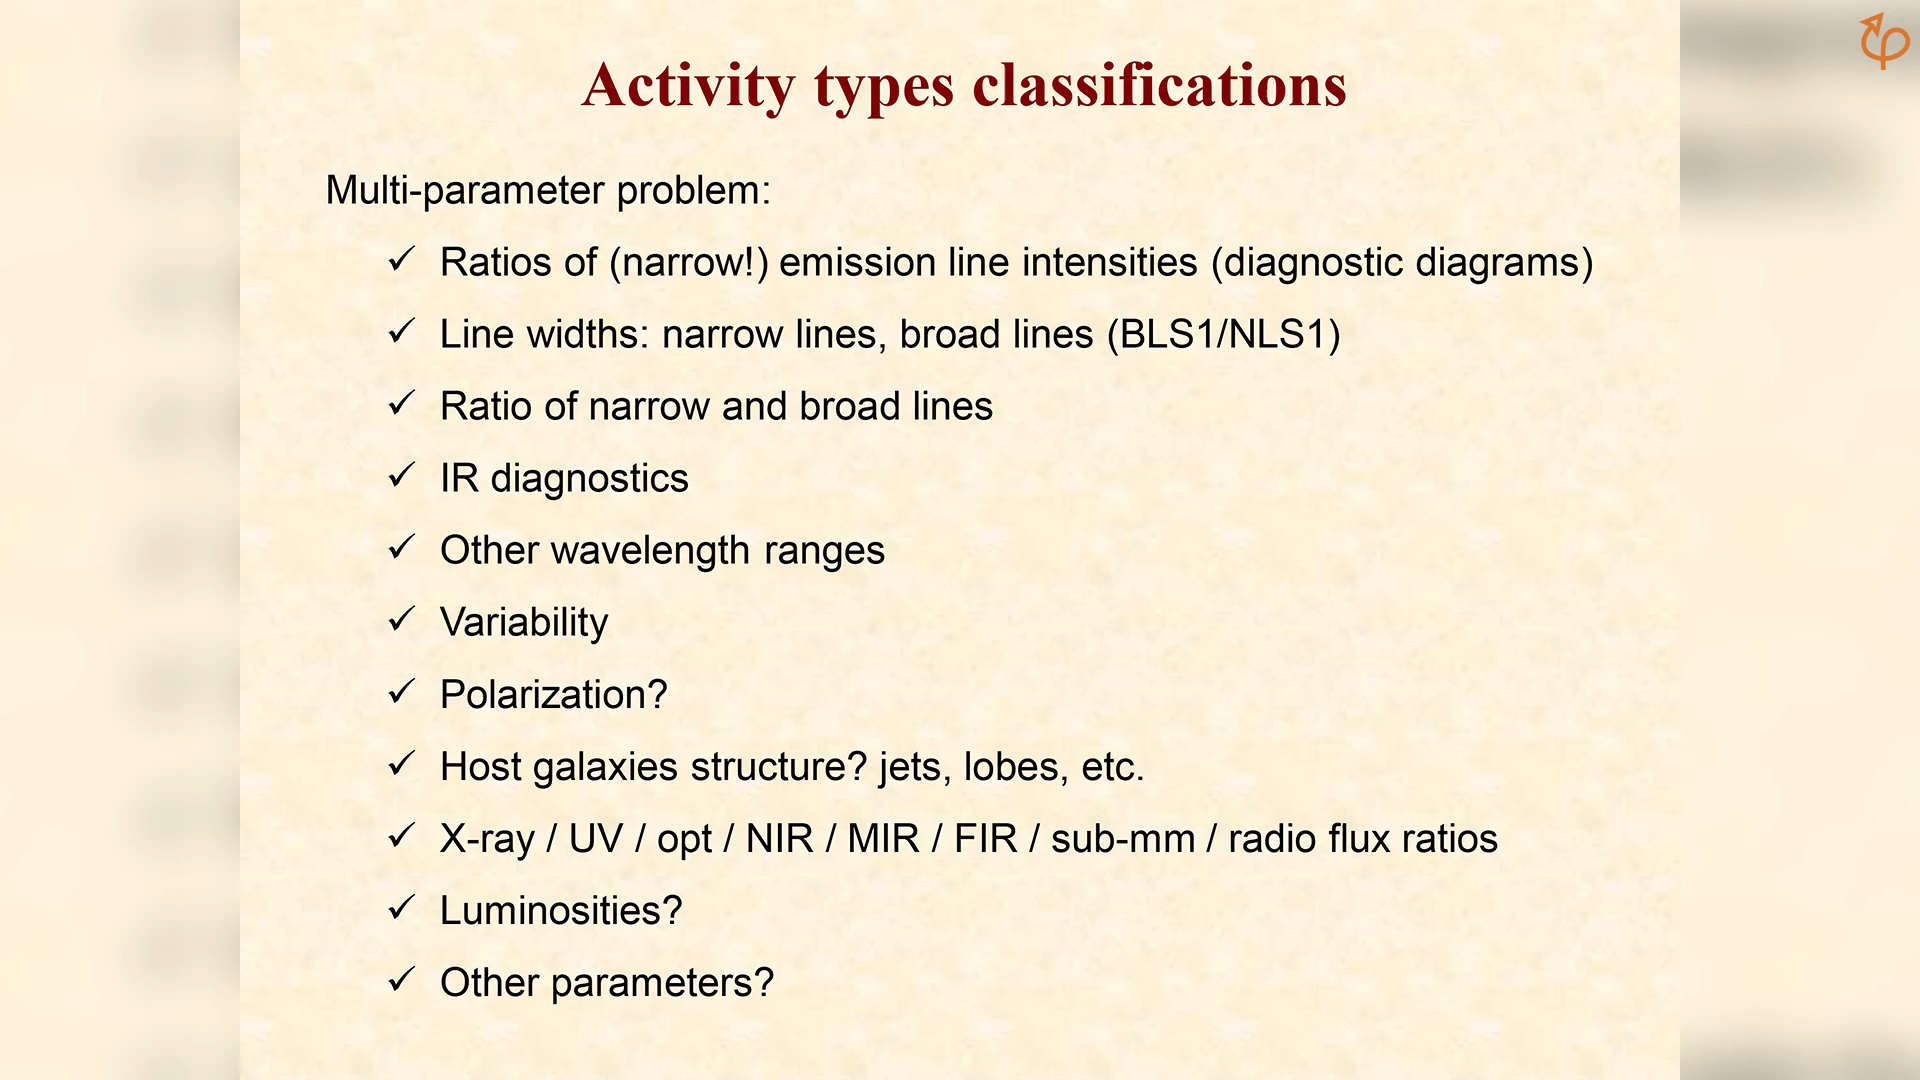 Activity types classifications
Multi-parameter problem:
✓ Ratios of (narrow!) emission line intensities (diagnostic diagrams)
✓ Line widths: narrow lines, broad lines (BLS1/NLS1)
✓ Ratio of narrow and broad lines
✓ IR diagnostics
✓ Other wavelength ranges
✓ Variability
✓ Polarization?
✓ Host galaxies structure? jets, lobes, etc.
✓ X-ray / UV / opt / NIR / MIR / FIR / sub-mm / radio flux ratios
✓ Luminosities?
✓ Other parameters?